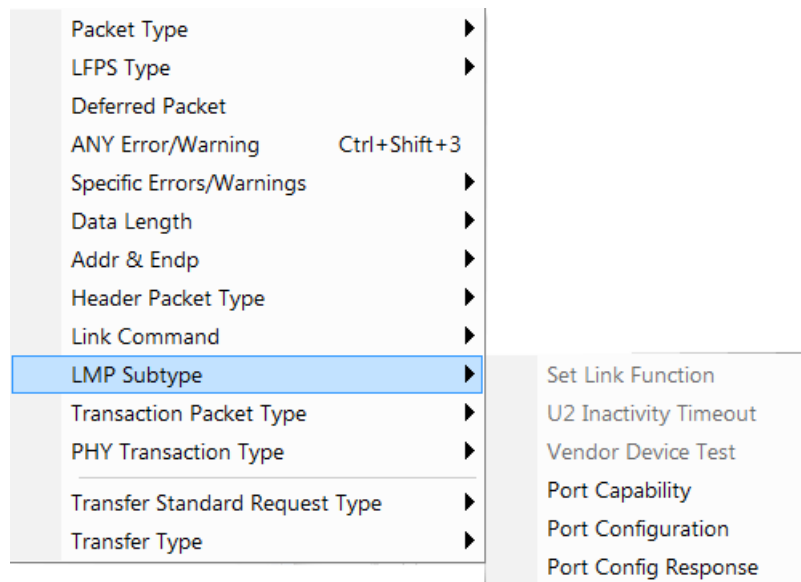 Packet Type
LFPS Type
Deferred Packet
ANY Error/Warning Ctrl+Shift+3
Specific Errors/Warnings
Data Length
Addr & Endp
Header Packet Type
Link Command
LMP Subtype
Transaction Packet Type
PHY Transaction Type
Transfer Standard Request Type
Transfer Type
Set Link Function
U2 Inactivity Timeout
Vendor Device Test
Port Capability
Port Configuration
Port Config Response